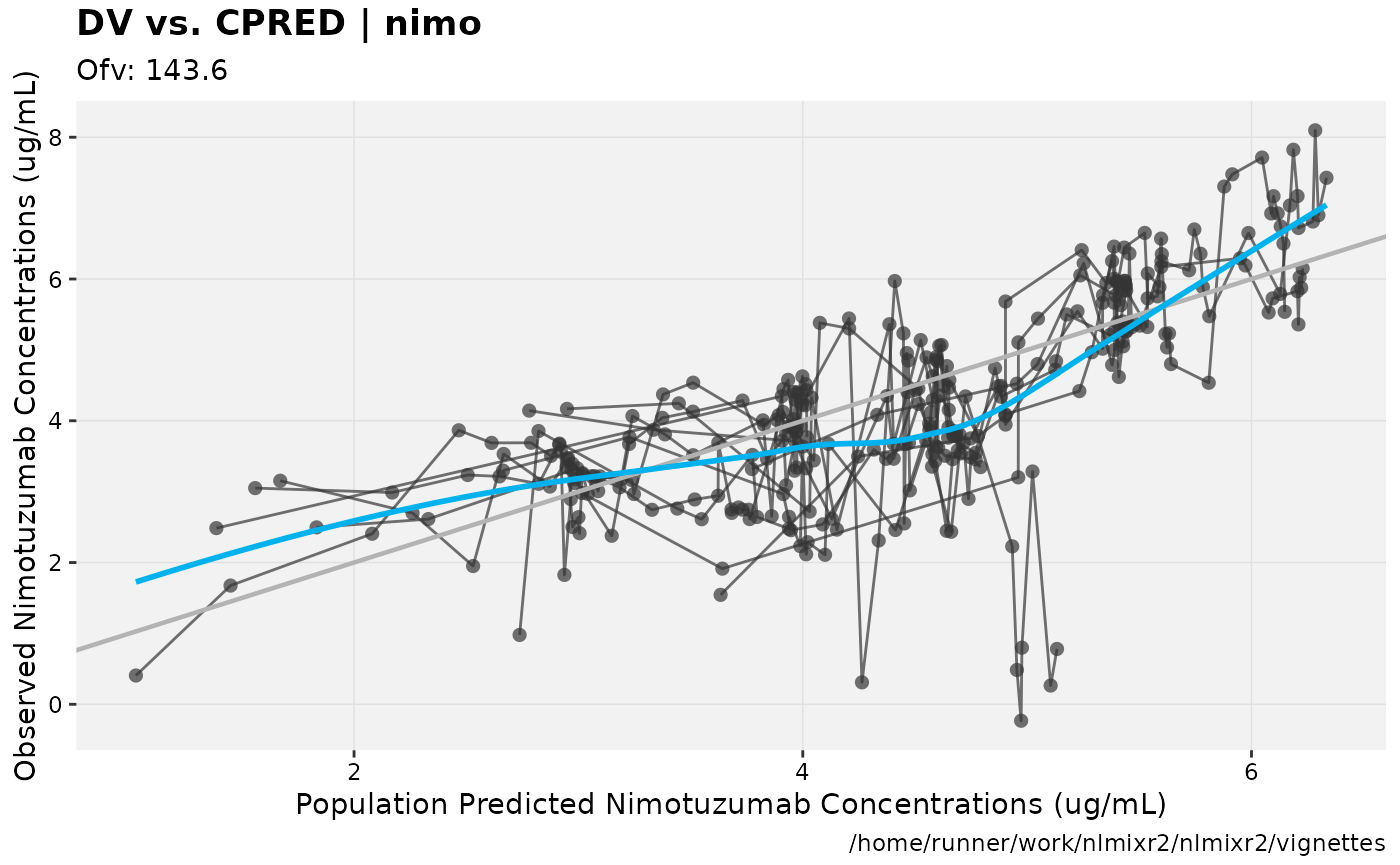 DV vs. CPRED | nimo
Ofv: 143.6
Observed Nimotuzumab Concentrations (ug/mL)
8
6
4
2
0
2
4
6
Population Predicted Nimotuzumab Concentrations (ug/mL)
/home/runner/work/nlmixr2/nlmixr2/vignettes